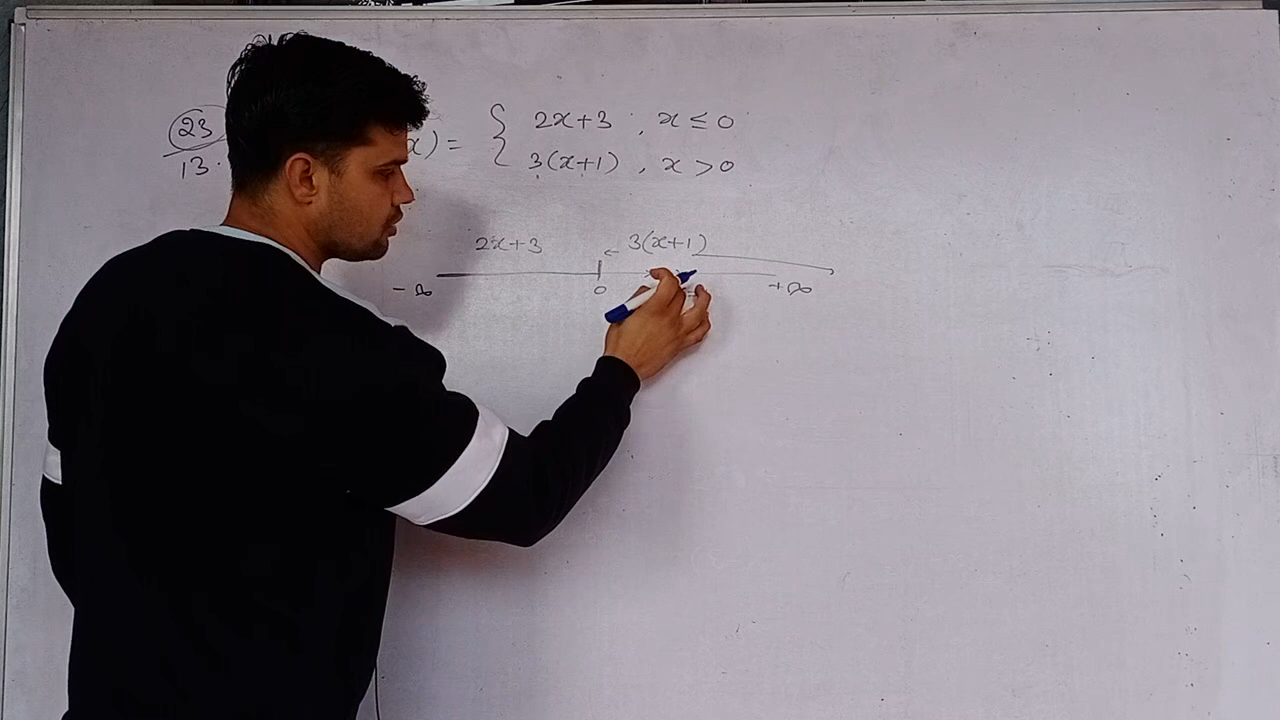 23 x) = { 2x+3 , x ≤ 0
13. 3(x+1) , x > 0
2x+3 ← 3(x+1)
-∞ 0 +∞